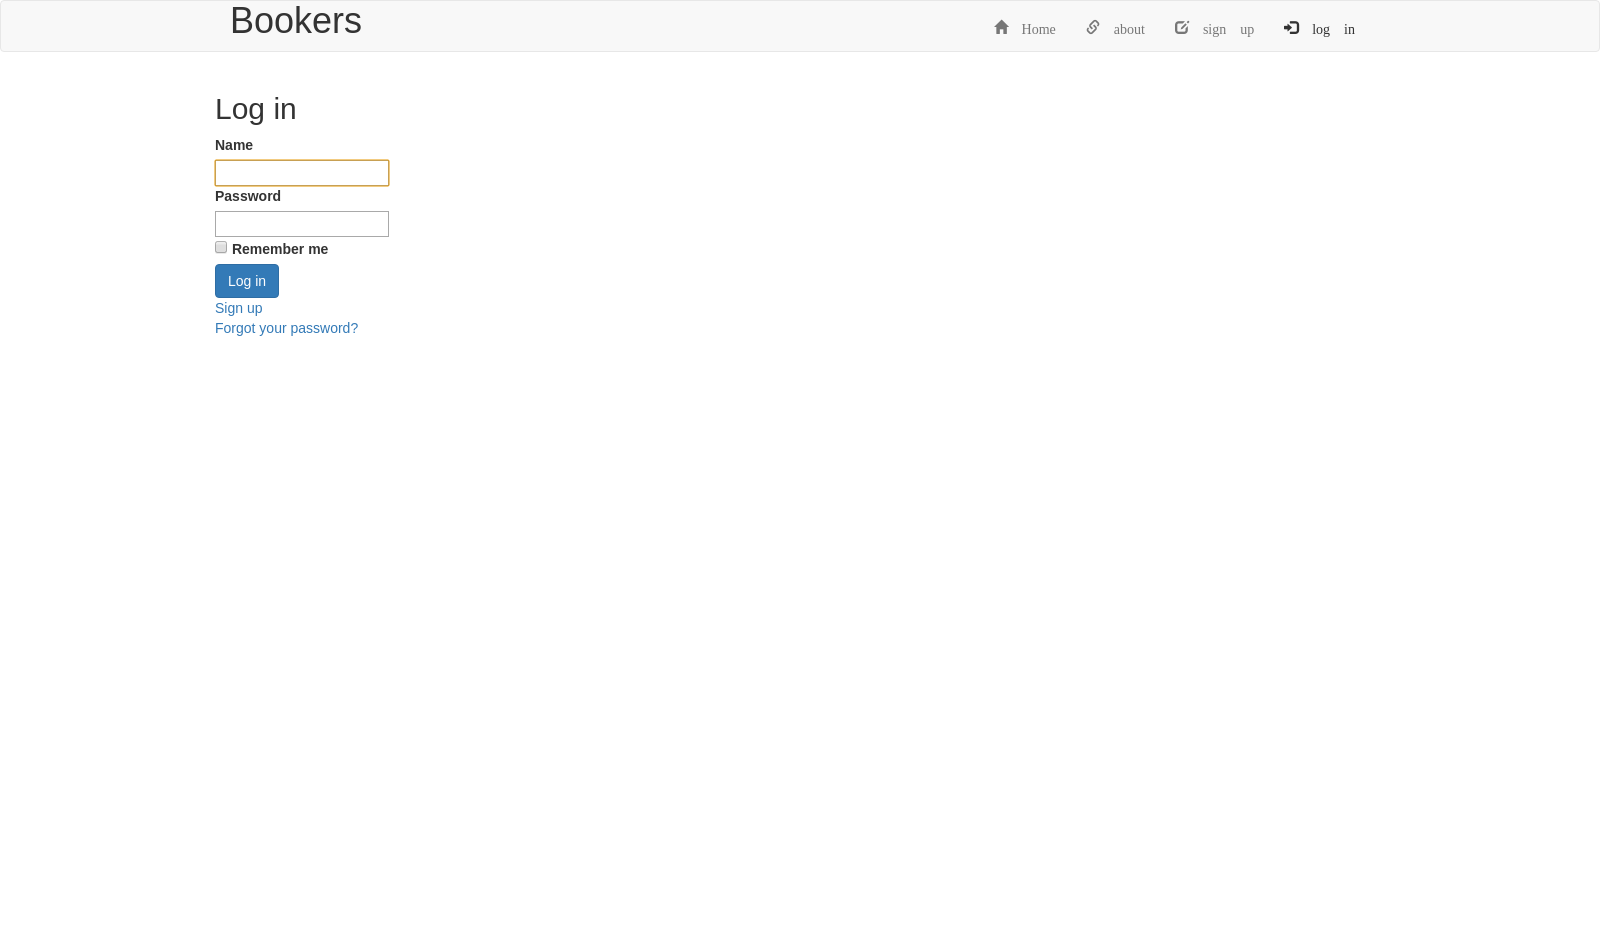 Bookers
Home about sign up log in
Log in
Name
Password
Remember me
Log in
Sign up
Forgot your password?